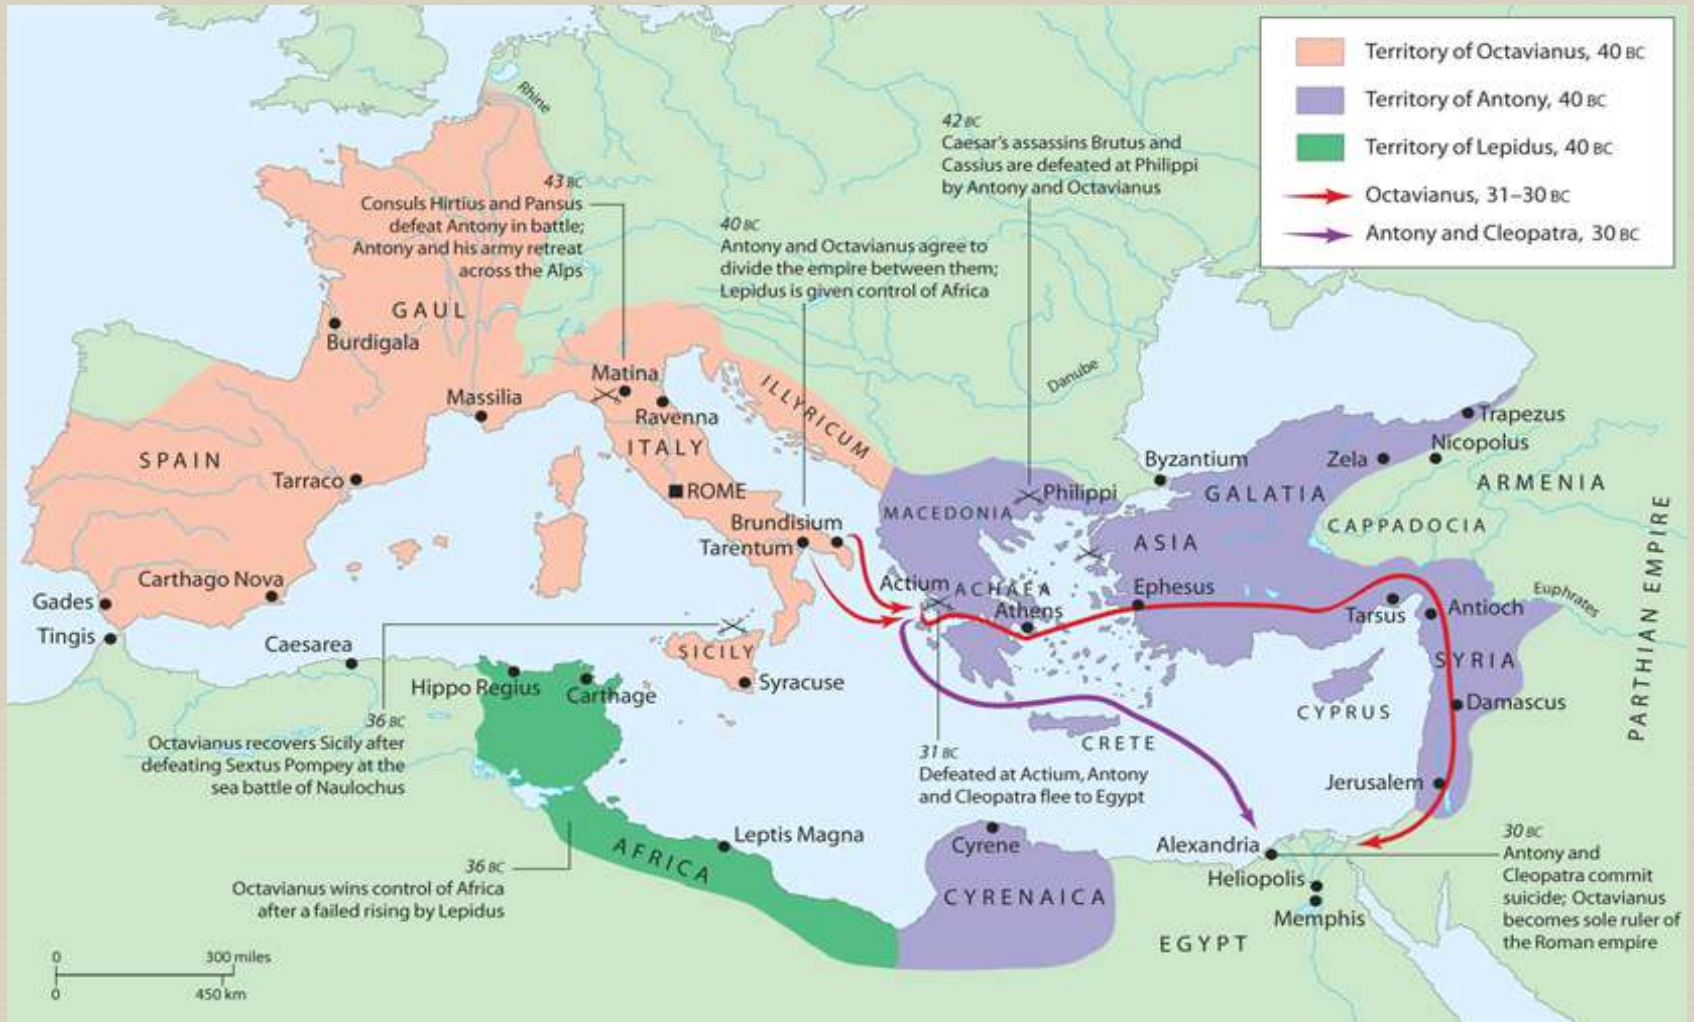 Territory of Octavianus, 40 BC
Territory of Antony, 40 BC
Territory of Lepidus, 40 BC
Octavianus, 31–30 BC
Antony and Cleopatra, 30 BC
Rhine
42 BC
Caesar's assassins Brutus and
Cassius are defeated at Philippi
by Antony and Octavianus
43 BC
Consuls Hirtius and Pansus
defeat Antony in battle;
Antony and his army retreat
across the Alps
40 BC
Antony and Octavianus agree to
divide the empire between them;
Lepidus is given control of Africa
GAUL
Burdigala
Danube
Matina
Massilia
Ravenna
ILLYRICUM
ITALY
SPAIN
Tarraco
ROME
Trapezus
Nicopolus
Byzantium
Zela
ARMENIA
GALATIA
Philippi
MACEDONIA
CAPPADOCIA
PARTHIAN EMPIRE
Brundisium
Tarentum
ASIA
Carthago Nova
Gades
Tingis
Actium
ACHAEA
Athens
Ephesus
Euphrates
Tarsus
Antioch
Caesarea
SICILY
SYRIA
Hippo Regius
Carthage
Syracuse
CYPRUS
Damascus
36 BC
Octavianus recovers Sicily after
defeating Sextus Pompey at the
sea battle of Naulochus
CRETE
31 BC
Defeated at Actium, Antony
and Cleopatra flee to Egypt
Jerusalem
Leptis Magna
Cyrene
Alexandria
30 BC
Antony and
Cleopatra commit
suicide; Octavianus
becomes sole ruler of
the Roman empire
AFRICA
36 BC
Octavianus wins control of Africa
after a failed rising by Lepidus
CYRENAICA
Heliopolis
Memphis
EGYPT
0 300 miles
0 450 km